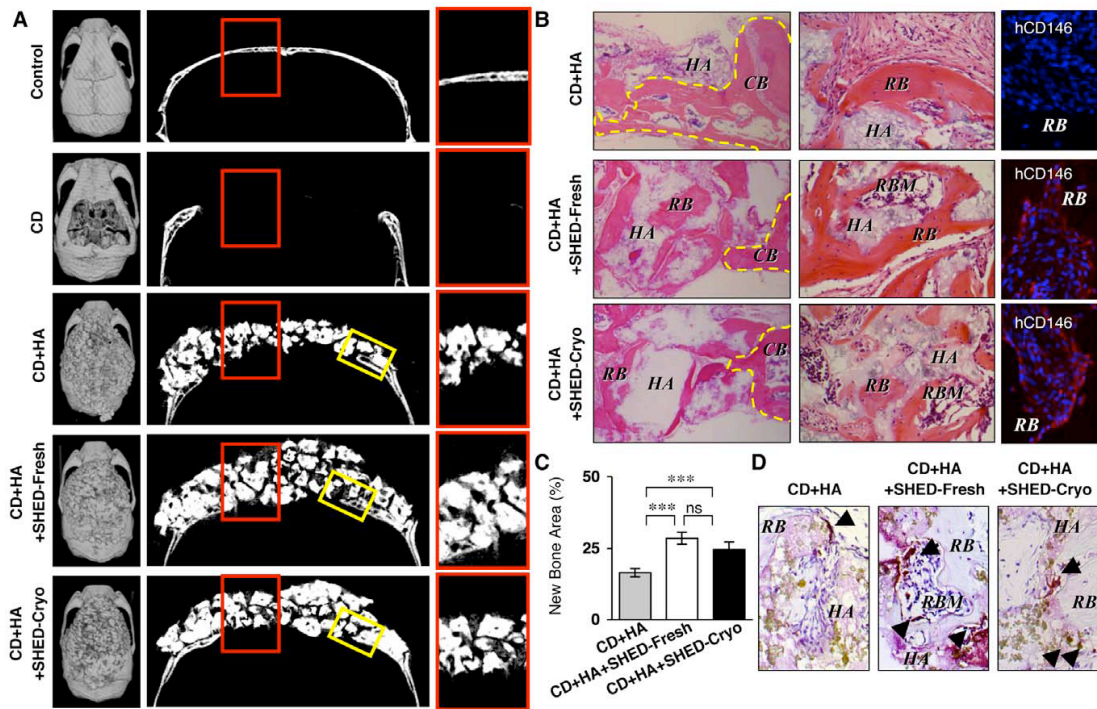 A
Control
CD
CD+HA
CD+HA
+SHED-Fresh
CD+HA
+SHED-Cryo
B
CD+HA
HA
CB
RB
HA
hCD146
RB
CD+HA
+SHED-Fresh
RB
HA
CB
RBM
HA
RB
hCD146
RB
CD+HA
+SHED-Cryo
CB
RB
HA
HA
RB
RBM
hCD146
RB
C
New Bone Area (%)
50
25
0
***
***
ns
CD+HA
CD+HA+SHED-Fresh
CD+HA+SHED-Cryo
D
CD+HA
RB
HA
CD+HA
+SHED-Fresh
RB
RBM
HA
CD+HA
+SHED-Cryo
HA
RB